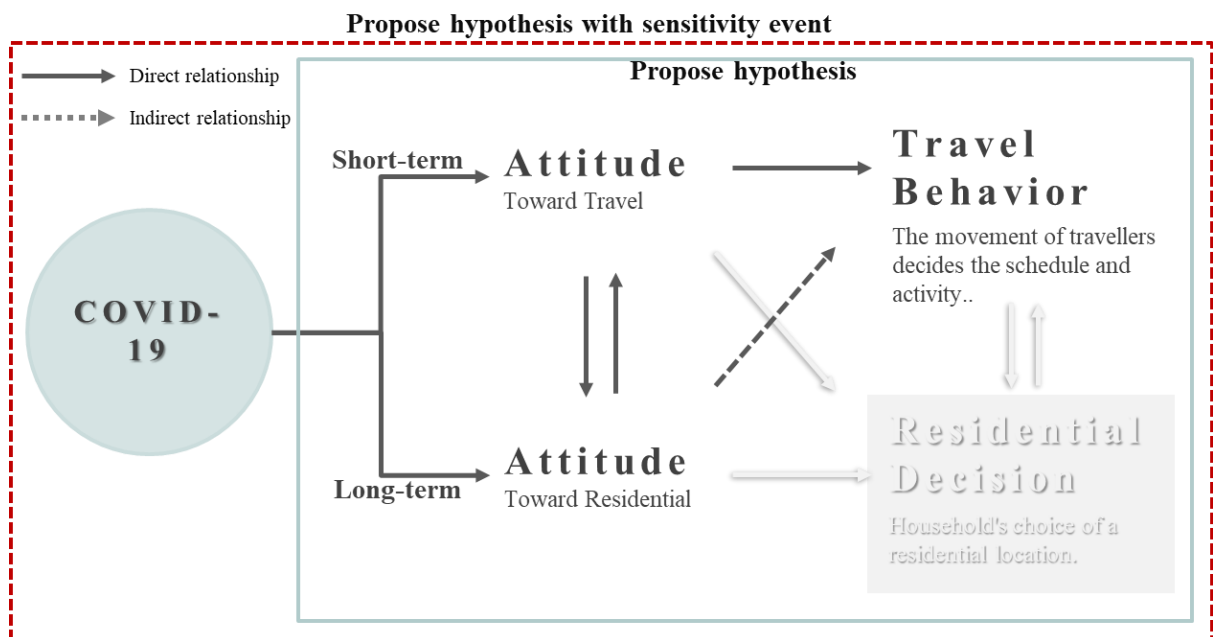 Propose hypothesis with sensitivity event
Direct relationship
Indirect relationship
Propose hypothesis
Short-term
Attitude
Toward Travel
Travel
Behavior
The movement of travellers
decides the schedule and
activity..
COVID-
19
Long-term
Attitude
Toward Residential
Residential
Decision
Household's choice of a
residential location.